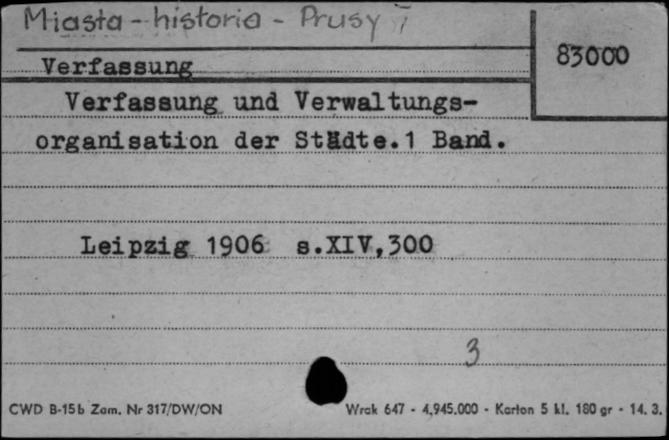 Miasta - historia - Prusy
83000
Verfassung
Verfassung und Verwaltungs-
organisation der Städte.1 Band.
Leipzig 1906 s.XIV,300
3
CWD B-15b Zam. Nr 317/DW/ON
Wrak 647 - 4.945.000 - Karton 5 kl. 180 gr - 14. 3.